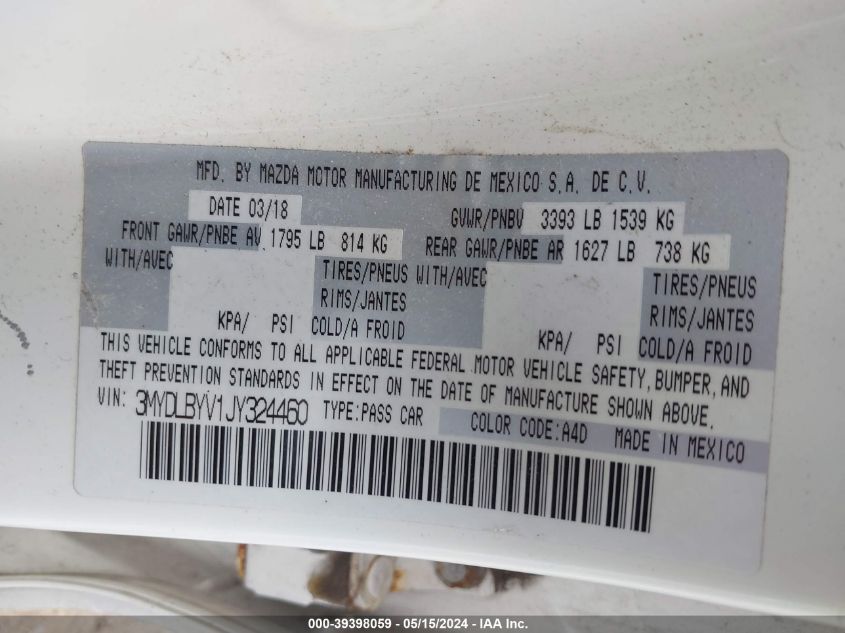 MFD. BY MAZDA MOTOR MANUFACTURING DE MEXICO S.A. DE C.V.
DATE 03/18 GVWR/PNBV 3393 LB 1539 KG
FRONT GAWR/PNBE AV 1795 LB 814 KG REAR GAWR/PNBE AR 1627 LB 738 KG
WITH/AVEC TIRES/PNEUS WITH/AVEC TIRES/PNEUS
RIMS/JANTES RIMS/JANTES
KPA/ PSI COLD/A FROID KPA/ PSI COLD/A FROID
THIS VEHICLE CONFORMS TO ALL APPLICABLE FEDERAL MOTOR VEHICLE SAFETY, BUMPER, AND
THEFT PREVENTION STANDARDS IN EFFECT ON THE DATE OF MANUFACTURE SHOWN ABOVE.
VIN: 3MYDLBYV1JY324460 TYPE:PASS CAR COLOR CODE:A4D MADE IN MEXICO
000-39398059 - 05/15/2024 - IAA Inc.